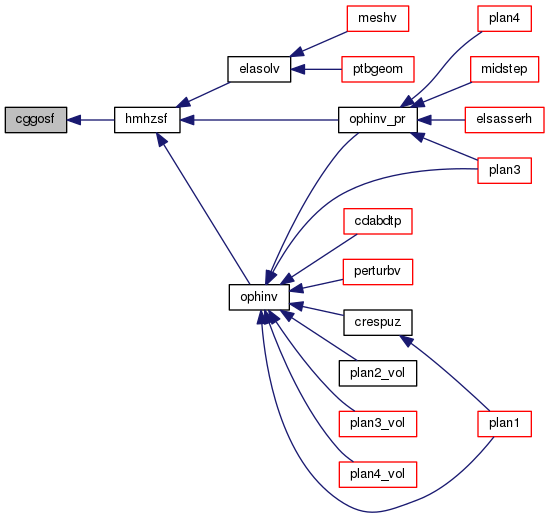 meshv
plan4
elasolv
ptbgeom
midstep
cggosf
hmhzsf
ophinv_pr
elsasserh
plan3
cdabdtp
perturbv
ophinv
crespuz
plan2_vol
plan3_vol
plan1
plan4_vol